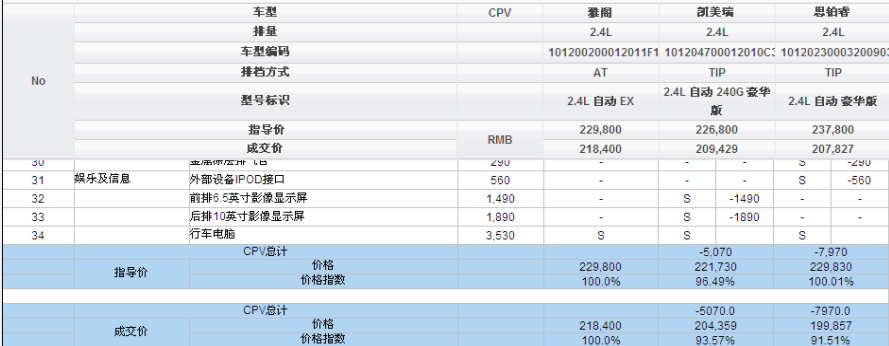 车型 CPV 雅阁 凯美瑞 思铂睿
排量 2.4L 2.4L 2.4L
车型编码 101200200012011F1 101204700012010C3 1012023000320090
No 排档方式 AT TIP TIP
型号标识 2.4L 自动 EX 2.4L 自动 240G 豪华版 2.4L 自动 豪华版
指导价 RMB 229,800 226,800 237,800
成交价 218,400 209,429 207,827
30 290 - - - S -290
31 娱乐及信息 外部设备IPOD接口 560 - - - S -560
32 前排6.5英寸影像显示屏 1,490 - S -1490 - -
33 后排10英寸影像显示屏 1,890 - S -1890 - -
34 行车电脑 3,530 S S S
CPV总计 -5,070 -7,970
指导价 价格 229,800 221,730 229,830
价格指数 100.0% 96.49% 100.01%
CPV总计 -5070.0 -7970.0
成交价 价格 218,400 204,359 199,857
价格指数 100.0% 93.57% 91.51%